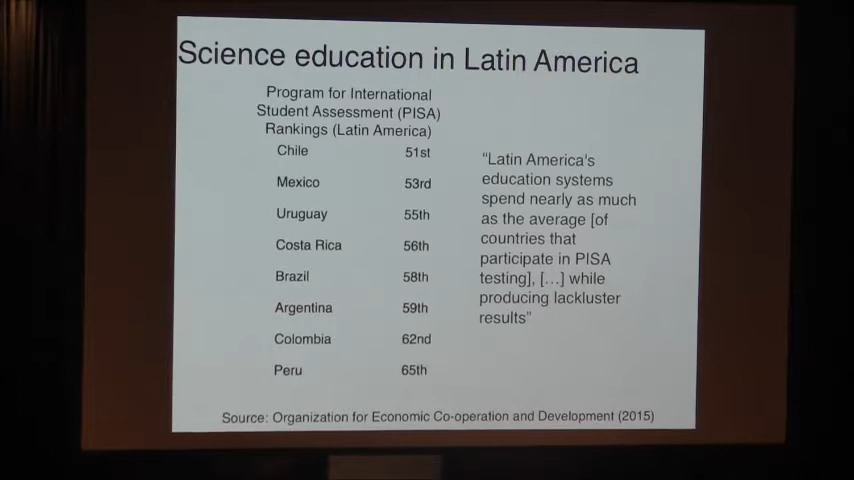 Science education in Latin America
Program for International
Student Assessment (PISA)
Rankings (Latin America)
Chile 51st
Mexico 53rd
Uruguay 55th
Costa Rica 56th
Brazil 58th
Argentina 59th
Colombia 62nd
Peru 65th
“Latin America's
education systems
spend nearly as much
as the average [of
countries that
participate in PISA
testing], […] while
producing lackluster
results”
Source: Organization for Economic Co-operation and Development (2015)